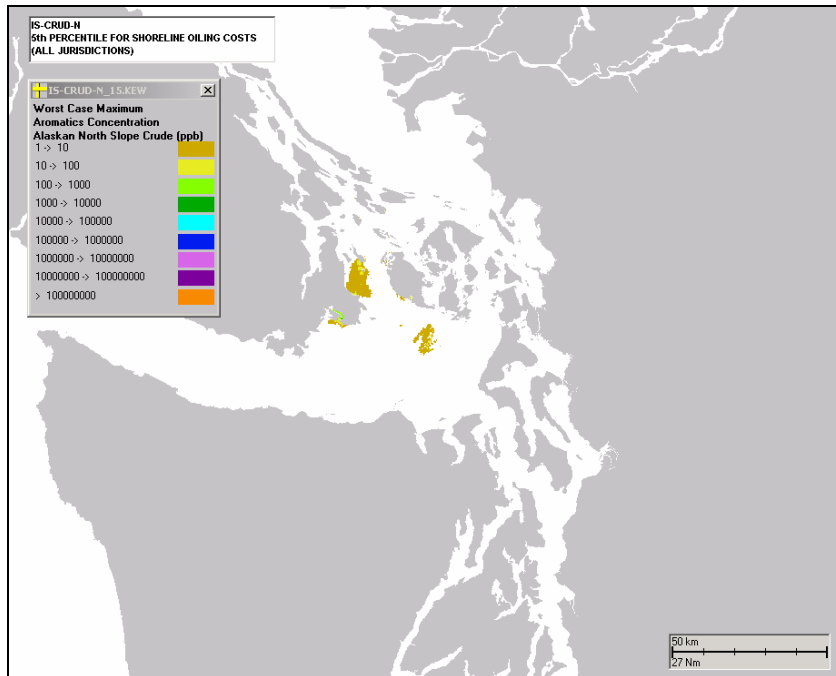 IS-CRUD-N
5th PERCENTILE FOR SHORELINE OILING COSTS
(ALL JURISDICTIONS)
IS-CRUD-N_15.KEW
Worst Case Maximum
Aromatics Concentration
Alaskan North Slope Crude (ppb)
1 -> 10
10 -> 100
100 -> 1000
1000 -> 10000
10000 -> 100000
100000 -> 1000000
1000000 -> 10000000
10000000 -> 100000000
> 100000000
50 km
27 Nm